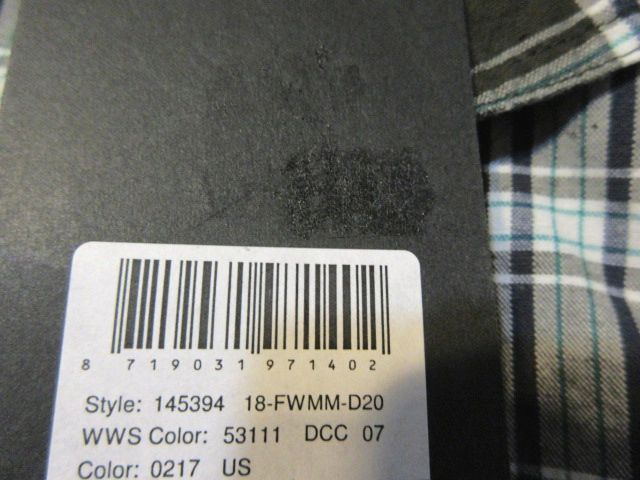 8 719031 971402
Style: 145394 18-FWMM-D20
WWS Color: 53111 DCC 07
Color: 0217 US